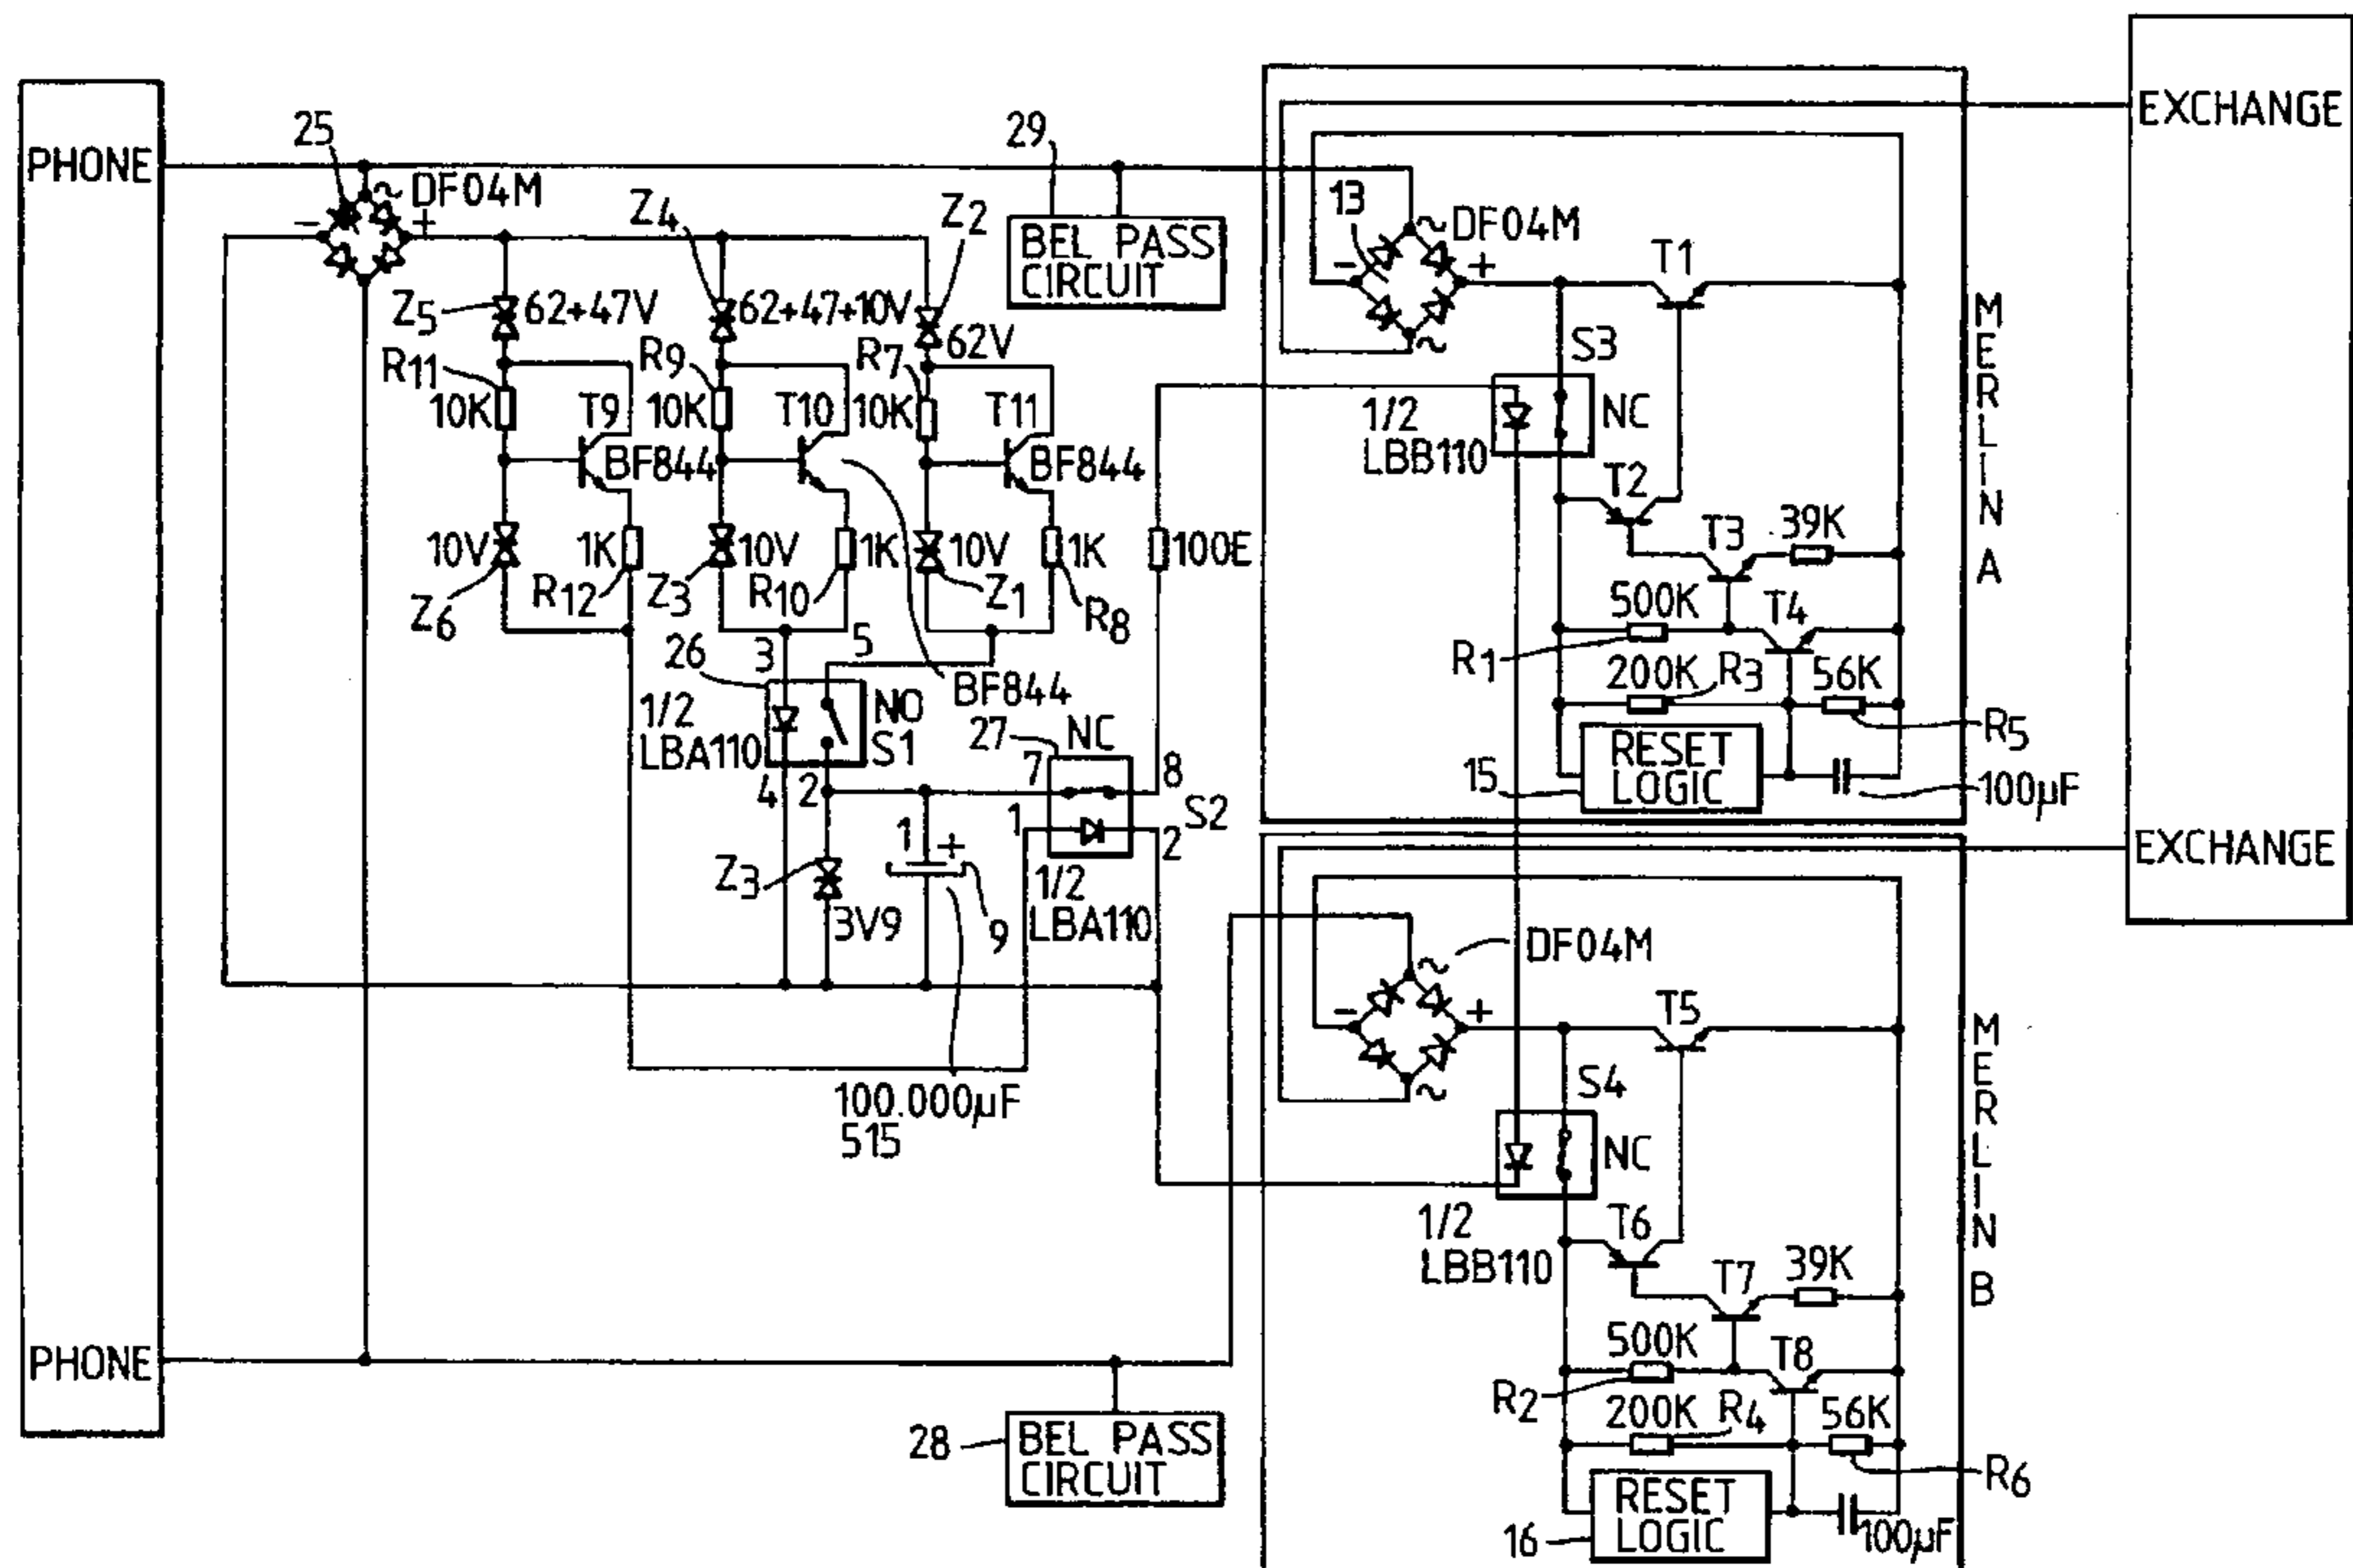 PHONE
25
DF04M
~
-
+
Z5
62+47V
Z4
62+47+10V
Z2
62V
29
BEL PASS
CIRCUIT
R11
10K
T9
BF844
R9
10K
T10
R7
10K
T11
BF844
10V
Z6
1K
R12
10V
Z3
1K
R10
10V
Z1
1K
R8
100E
BF844
26
3
5
1/2
LBA110
NO
S1
4
2
27
NC
7
8
1
2
S2
1/2
LBA110
Z3
3V9
1
+
9
100.000µF
515
PHONE
28
BEL PASS
CIRCUIT
13
~
DF04M
-
+
~
T1
S3
NC
1/2
LBB110
T2
T3
39K
500K
T4
R1
200K
R3
56K
R5
15
RESET
LOGIC
100µF
MERLIN A
EXCHANGE
EXCHANGE
DF04M
~
-
+
~
T5
S4
NC
1/2
LBB110
T6
T7
39K
500K
T8
R2
200K
R4
56K
R6
16
RESET
LOGIC
100µF
MERLIN B